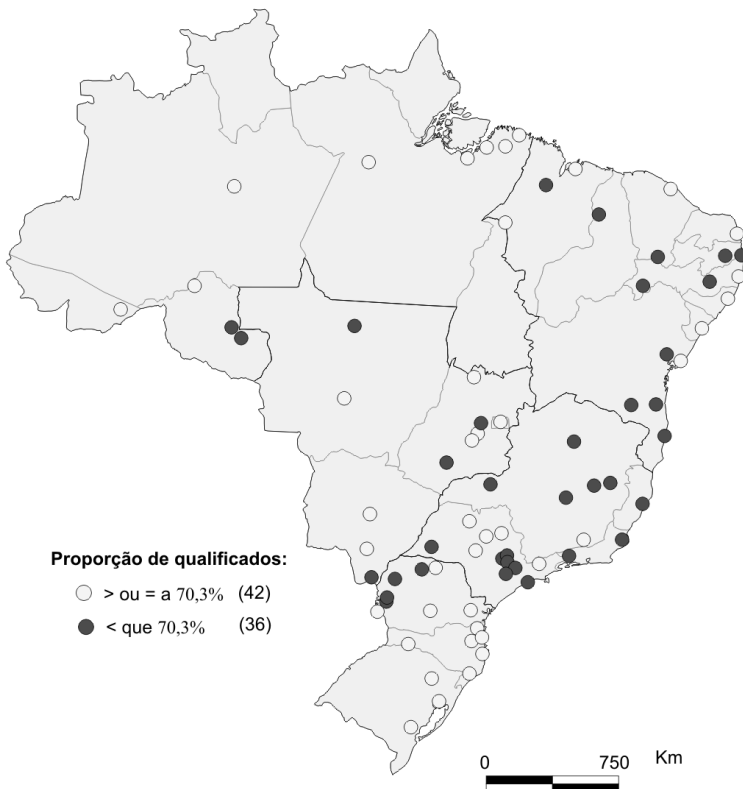 Proporção de qualificados:
> ou = a 70,3% (42)
< que 70,3% (36)
0 750 Km